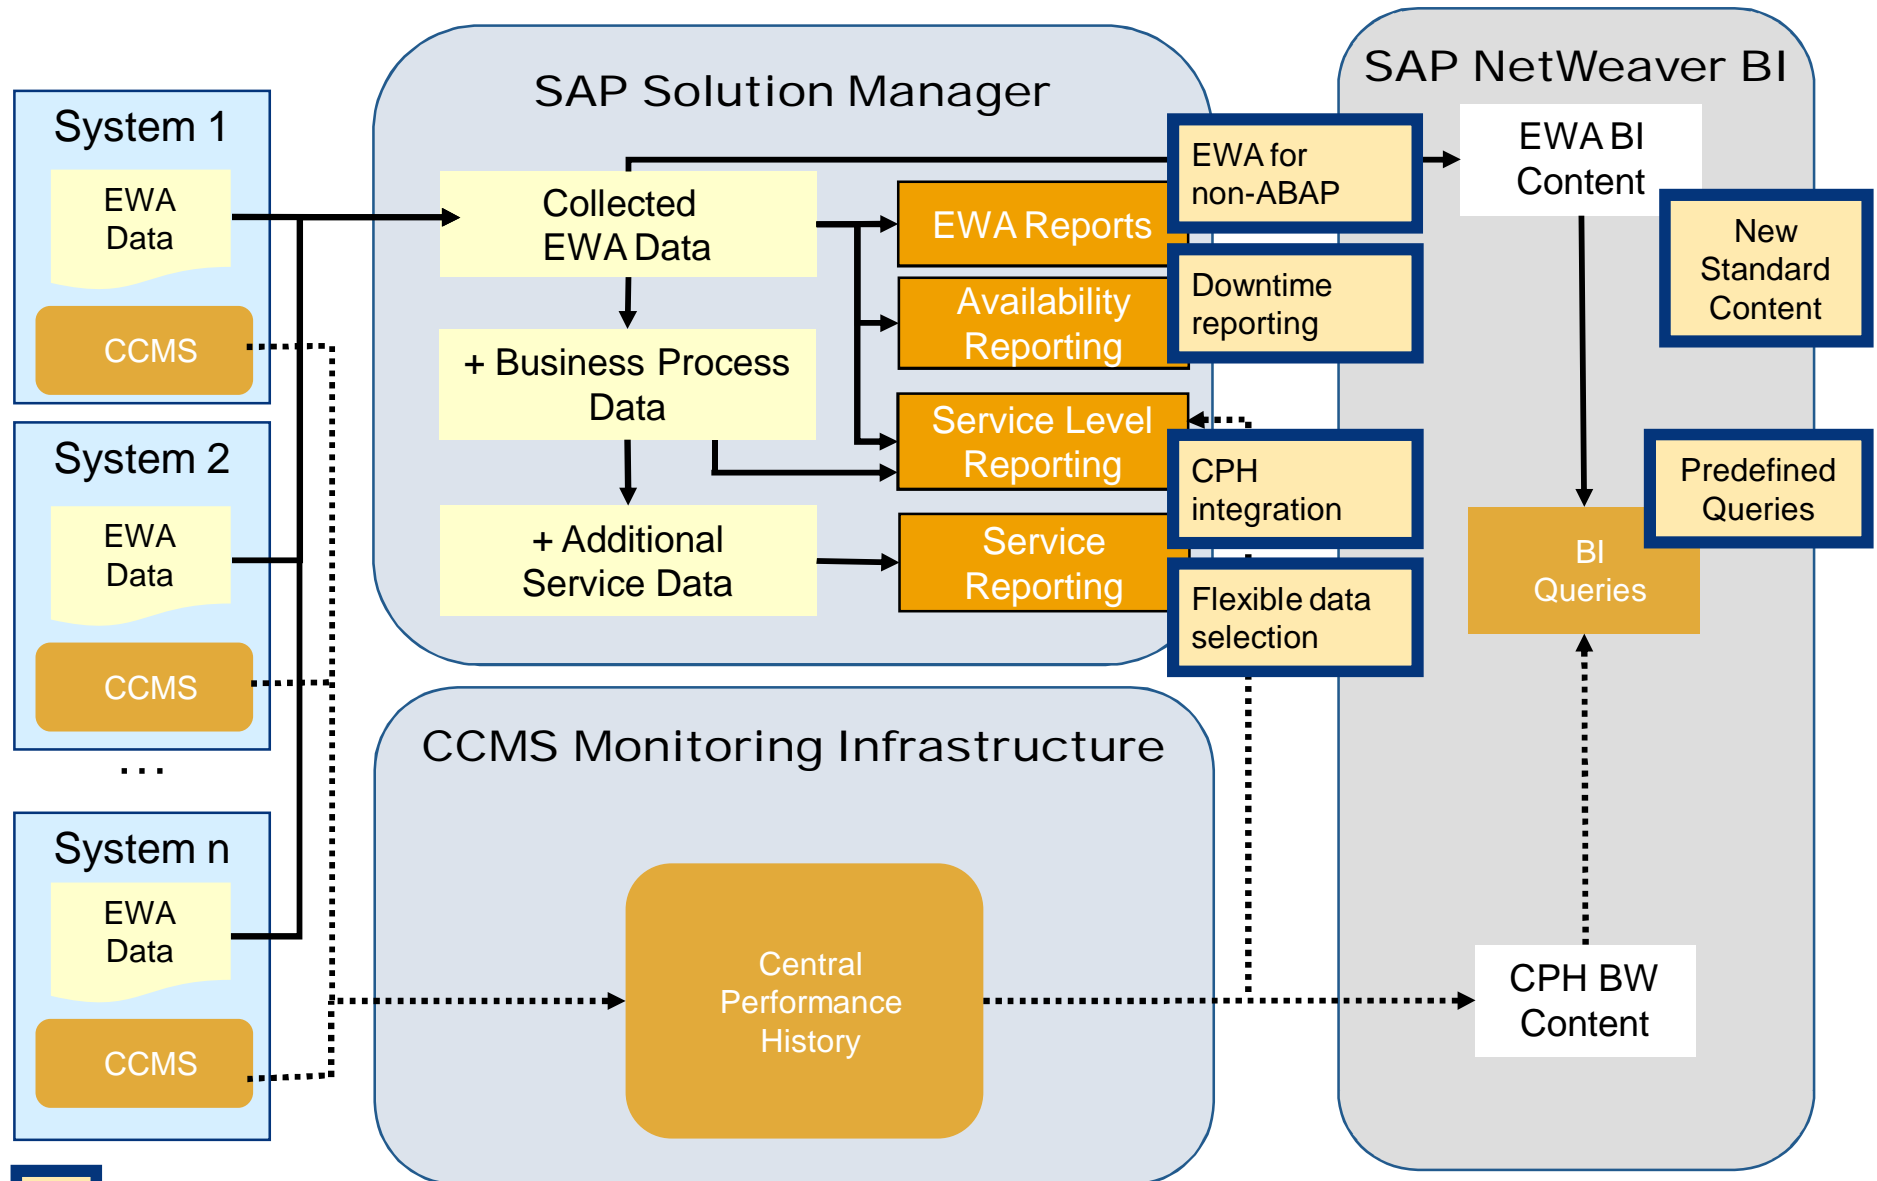 System 1
EWA
Data
CCMS
System 2
EWA
Data
CCMS
...
System n
EWA
Data
CCMS
SAP Solution Manager
Collected
EWA Data
+ Business Process
Data
+ Additional
Service Data
EWA Reports
Availability
Reporting
Service Level
Reporting
Service
Reporting
EWA for
non-ABAP
Downtime
reporting
CPH
integration
Flexible data
selection
CCMS Monitoring Infrastructure
Central
Performance
History
SAP NetWeaver BI
EWA BI
Content
New
Standard
Content
Predefined
Queries
BI
Queries
CPH BW
Content